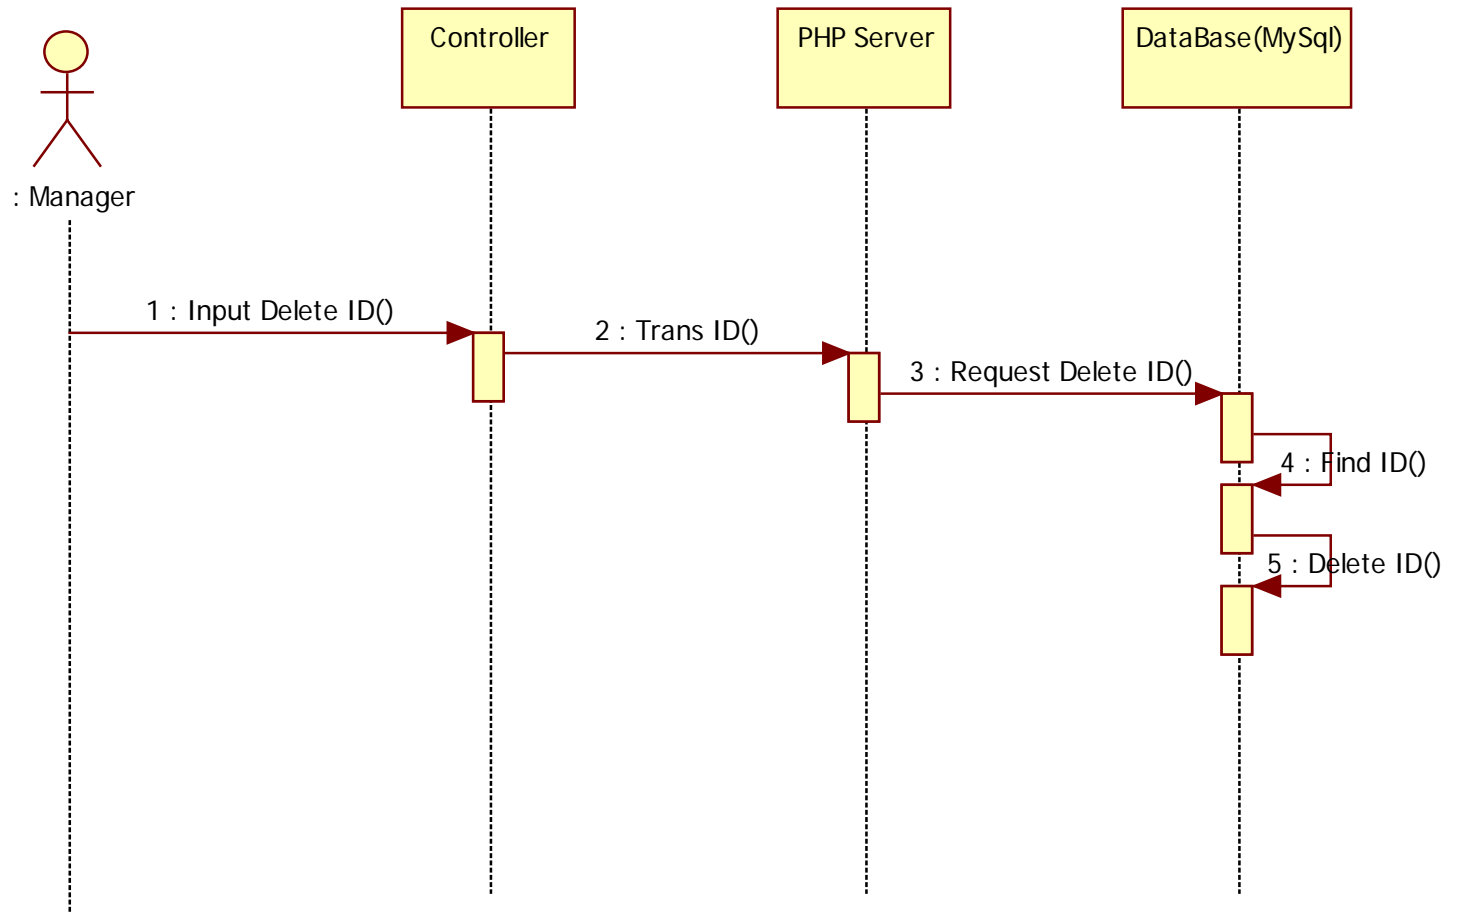 Controller
PHP Server
DataBase(MySql)
: Manager
1 : Input Delete ID()
2 : Trans ID()
3 : Request Delete ID()
4 : Find ID()
5 : Delete ID()